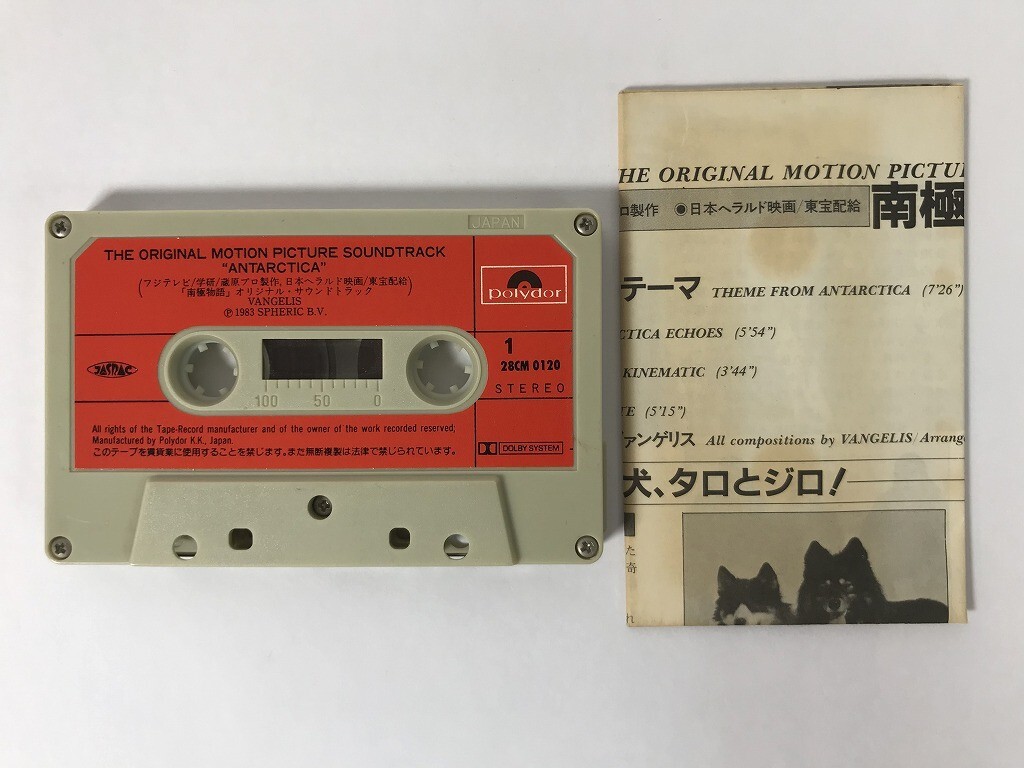 JAPAN
THE ORIGINAL MOTION PICTURE SOUNDTRACK
"ANTARCTICA"
(フジテレビ/学研/蔵原プロ製作, 日本ヘラルド映画/東宝配給)
「南極物語」オリジナル・サウンドトラック
VANGELIS
℗ 1983 SPHERIC B.V.
polydor
JASRAC
1
28CM 0120
STEREO
100 50 0
All rights of the Tape-Record manufacturer and of the owner of the work recorded reserved;
Manufactured by Polydor K.K., Japan.
このテープを賃貸業に使用することを禁じます。また無断複製は法律で禁じられています。
DOLBY SYSTEM
HE ORIGINAL MOTION PICTU
ロ製作 ●日本ヘラルド映画/東宝配給
南極
テーマ THEME FROM ANTARCTICA (7'26")
CTICA ECHOES (5'54")
KINEMATIC (3'44")
TE (5'15")
ァンゲリス All compositions by VANGELIS/Arrang
犬、タロとジロ!
た
奇
れ